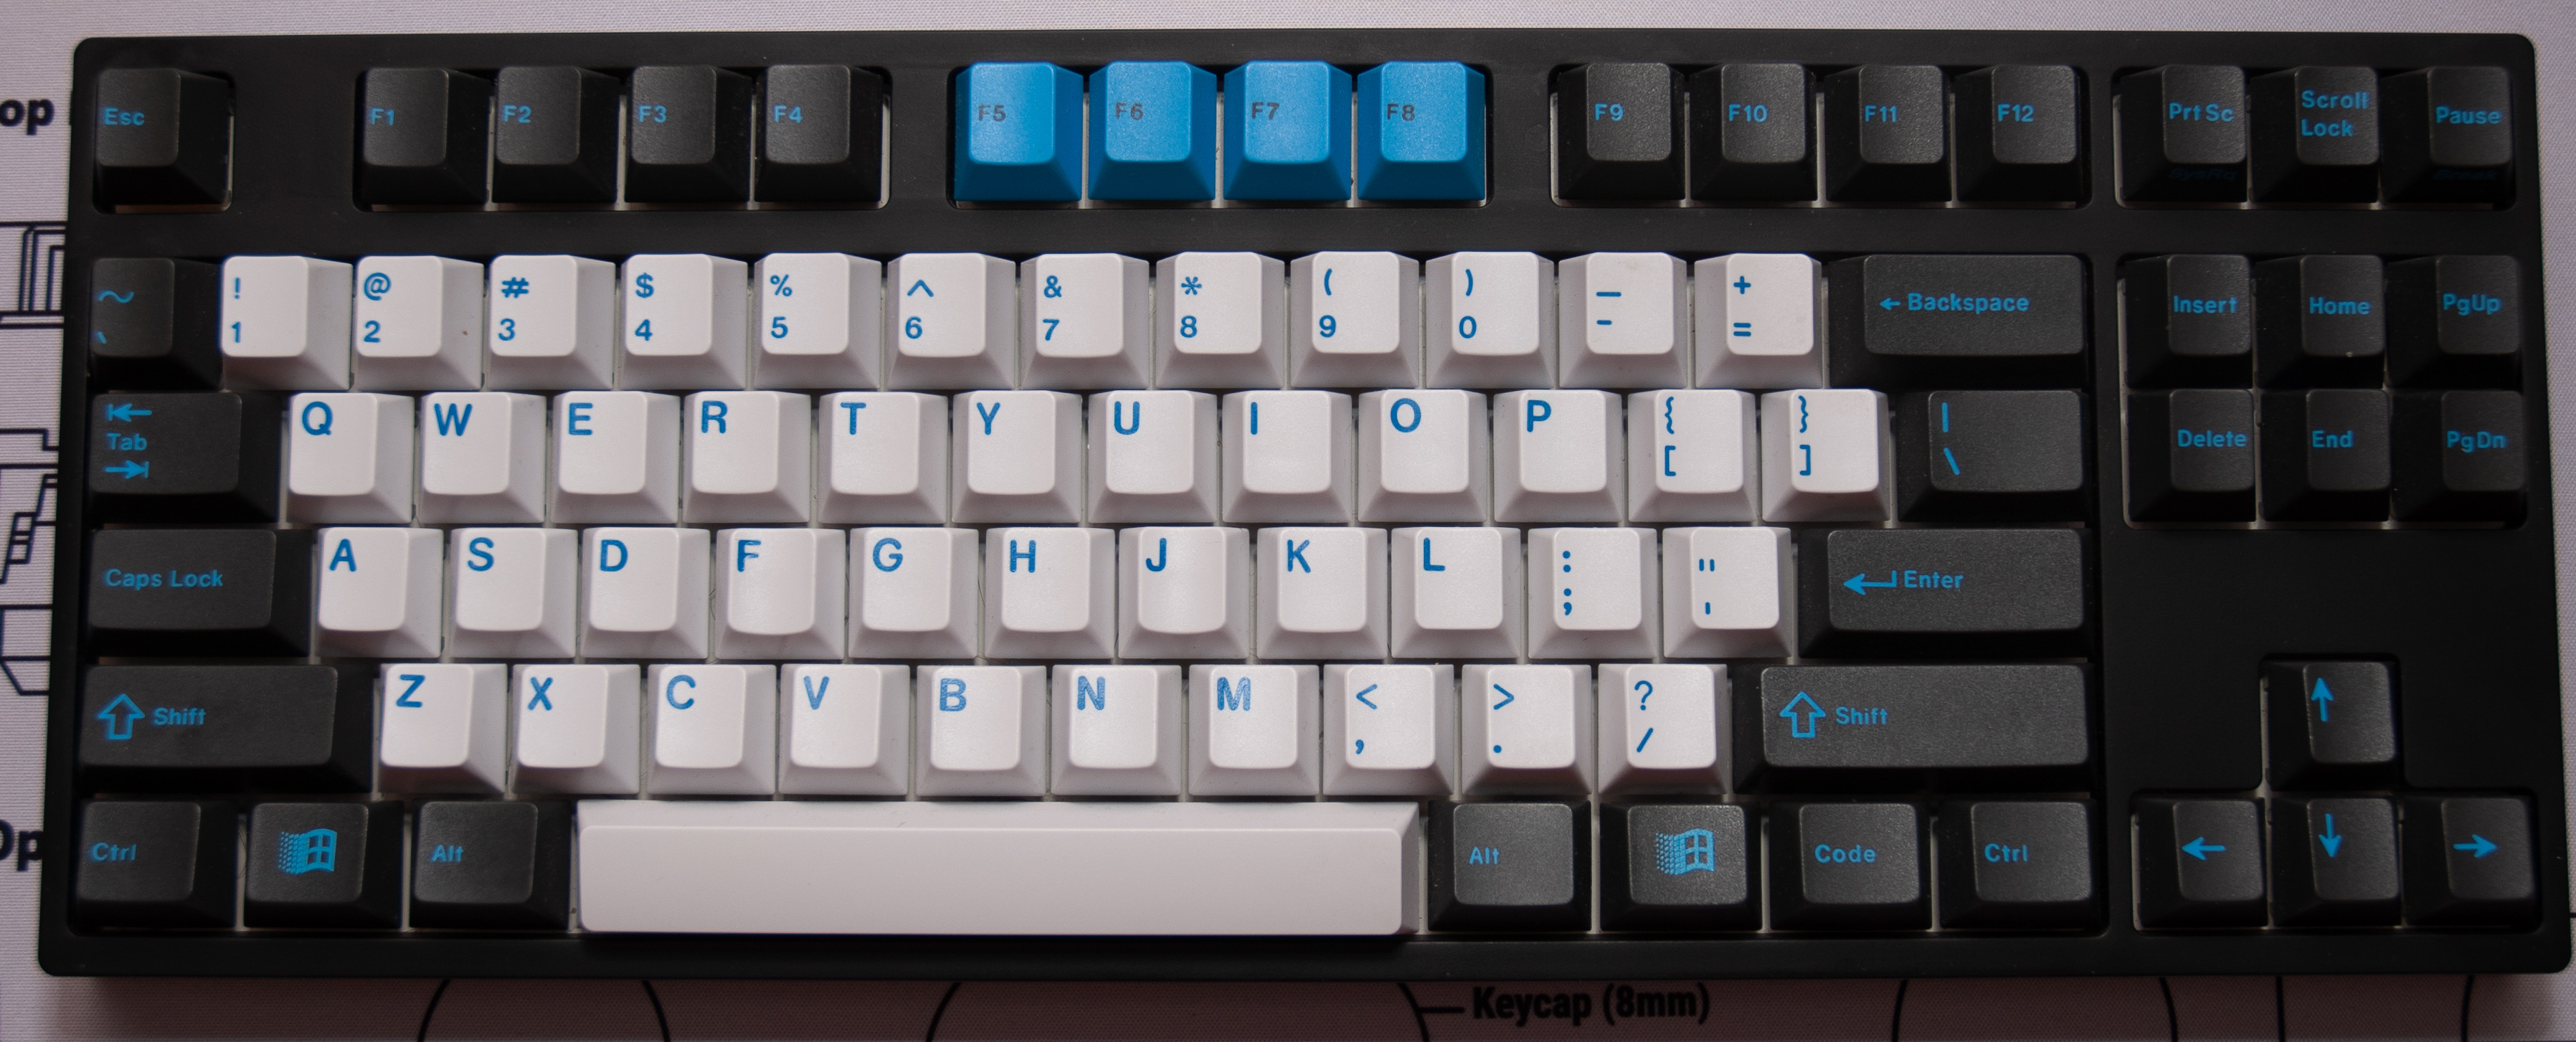 op
Esc F1 F2 F3 F4 F5 F6 F7 F8 F9 F10 F11 F12 Prt Sc Scroll Lock Pause
SysRq Break
~ ! @ # $ % ^ & * ( ) _ +
` 1 2 3 4 5 6 7 8 9 0 - = ← Backspace Insert Home PgUp
Tab Q W E R T Y U I O P { } |
[ ] \ Delete End PgDn
Caps Lock A S D F G H J K L : "
; ' Enter
Shift Z X C V B N M < > ?
, . / Shift ↑
Op
Ctrl Alt Alt Code Ctrl ← ↓ →
Keycap (8mm)